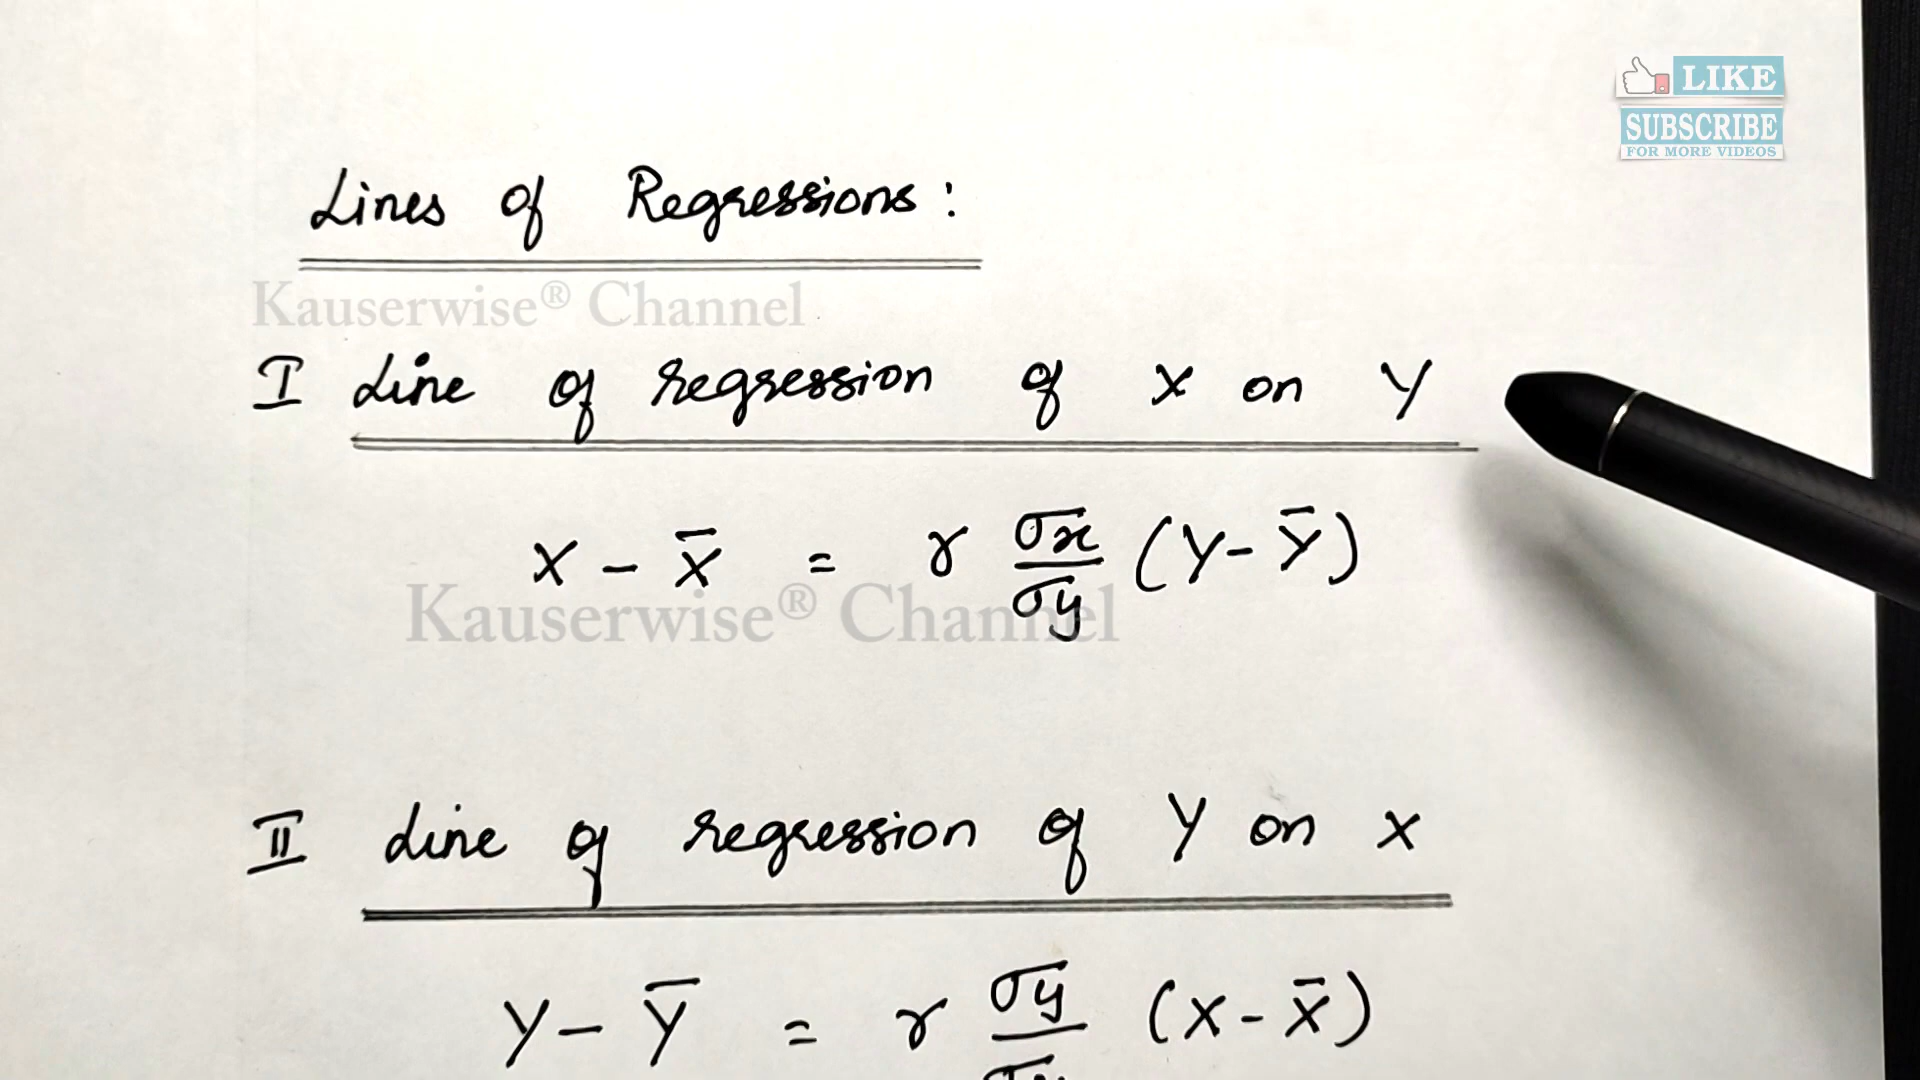 LIKE
SUBSCRIBE
FOR MORE VIDEOS
Lines of Regressions:
Kauserwise® Channel
I Line of regression of X on Y
X - X̄ = r σx/σy (Y - Ȳ)
Kauserwise® Channel
II Line of regression of Y on X
Y - Ȳ = r σy/σx (X - X̄)